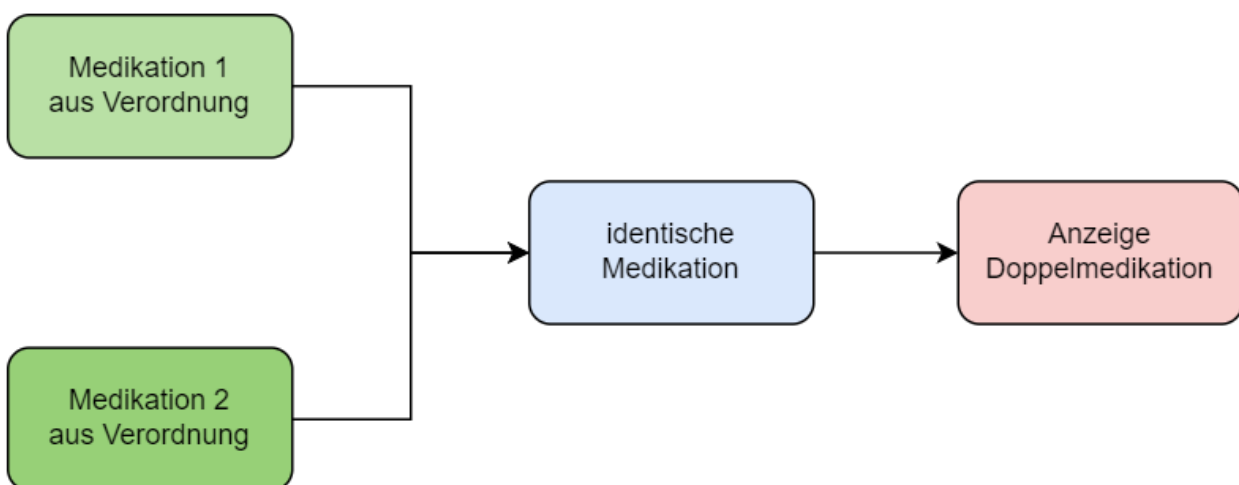 Medikation 1
aus Verordnung
identische
Medikation
Anzeige
Doppelmedikation
Medikation 2
aus Verordnung